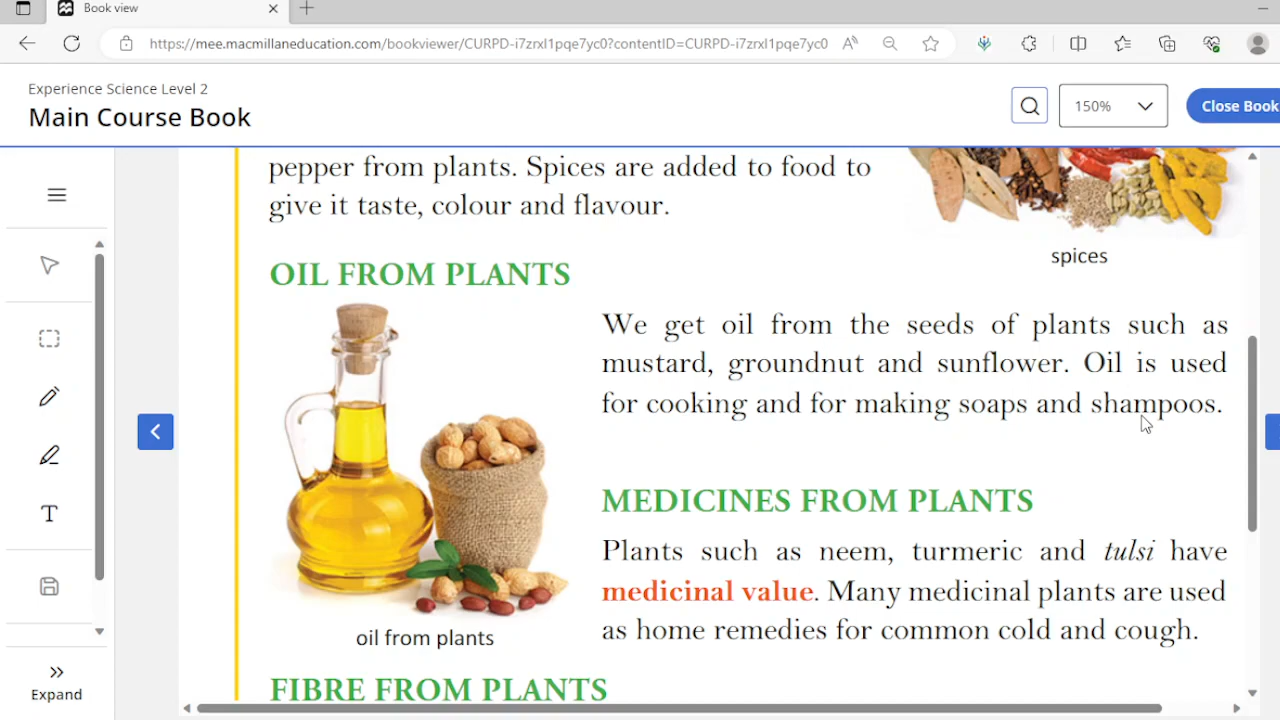 Book view
https://mee.macmillaneducation.com/bookviewer/CURPD-i7zrxl1pqe7yc0?contentID=CURPD-i7zrxl1pqe7yc0
Experience Science Level 2
Main Course Book
150%
Close Book
pepper from plants. Spices are added to food to
give it taste, colour and flavour.
spices
OIL FROM PLANTS
We get oil from the seeds of plants such as
mustard, groundnut and sunflower. Oil is used
for cooking and for making soaps and shampoos.
MEDICINES FROM PLANTS
Plants such as neem, turmeric and tulsi have
medicinal value. Many medicinal plants are used
as home remedies for common cold and cough.
oil from plants
FIBRE FROM PLANTS
Expand